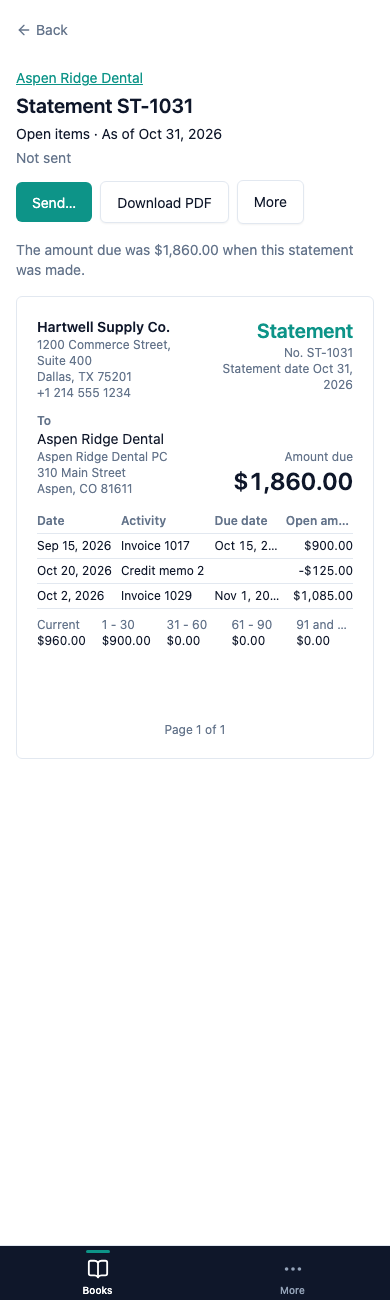 Back
Aspen Ridge Dental
Statement ST-1031
Open items · As of Oct 31, 2026
Not sent
Send... Download PDF More
The amount due was $1,860.00 when this statement
was made.
Hartwell Supply Co. Statement
1200 Commerce Street, No. ST-1031
Suite 400 Statement date Oct 31,
Dallas, TX 75201 2026
+1 214 555 1234
To
Aspen Ridge Dental
Aspen Ridge Dental PC Amount due
310 Main Street $1,860.00
Aspen, CO 81611
Date Activity Due date Open am...
Sep 15, 2026 Invoice 1017 Oct 15, 2... $900.00
Oct 20, 2026 Credit memo 2 -$125.00
Oct 2, 2026 Invoice 1029 Nov 1, 20... $1,085.00
Current 1 - 30 31 - 60 61 - 90 91 and ...
$960.00 $900.00 $0.00 $0.00 $0.00
Page 1 of 1
Books More